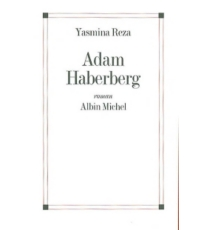 Yasmina Reza
Adam
Haberberg
roman
Albin Michel